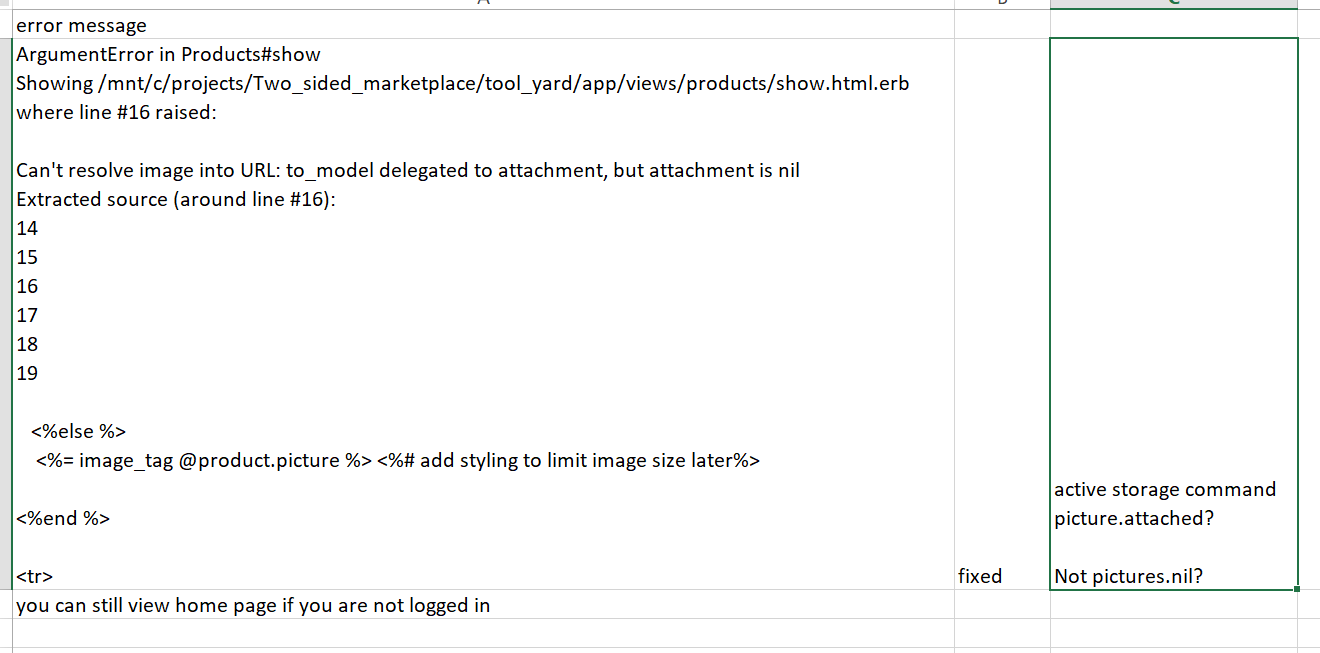 error message
ArgumentError in Products#show
Showing /mnt/c/projects/Two_sided_marketplace/tool_yard/app/views/products/show.html.erb
where line #16 raised:
Can't resolve image into URL: to_model delegated to attachment, but attachment is nil
Extracted source (around line #16):
14
15
16
17
18
19
<%else %>
<%= image_tag @product.picture %> <%# add styling to limit image size later%>
<%end %>
<tr>
fixed
active storage command
picture.attached?
Not pictures.nil?
you can still view home page if you are not logged in